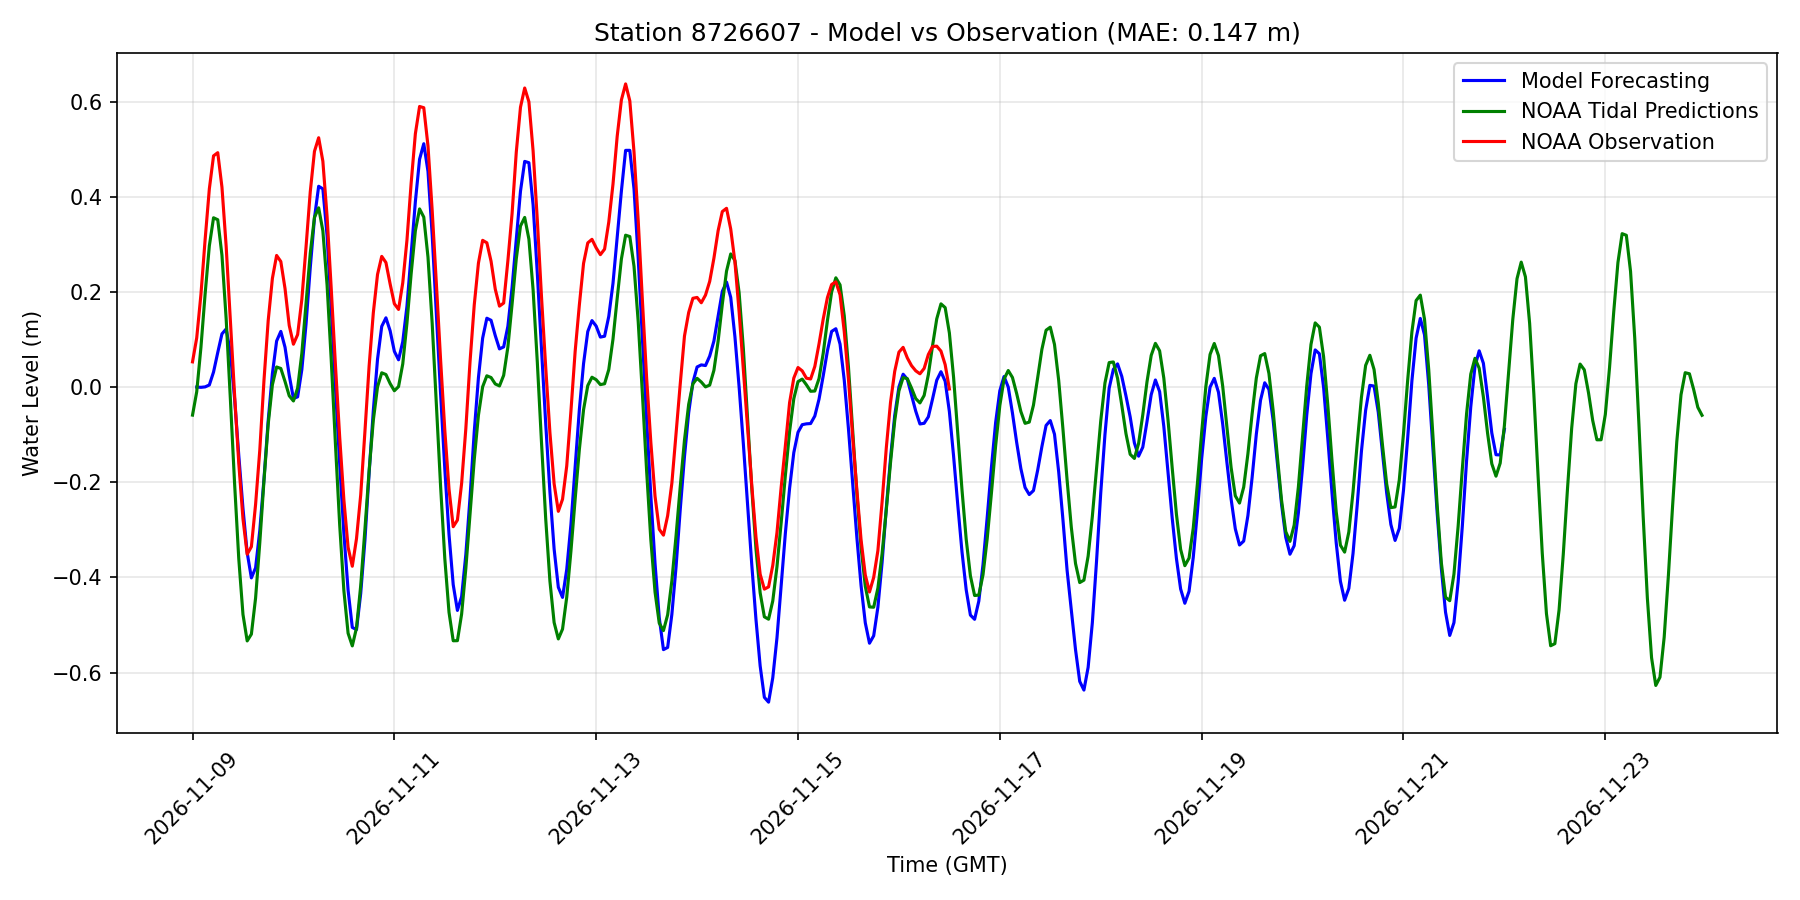 Station 8726607 - Model vs Observation (MAE: 0.147 m)
Model Forecasting
NOAA Tidal Predictions
NOAA Observation
Water Level (m)
0.6
0.4
0.2
0.0
−0.2
−0.4
−0.6
2026-11-09
2026-11-11
2026-11-13
2026-11-15
2026-11-17
2026-11-19
2026-11-21
2026-11-23
Time (GMT)